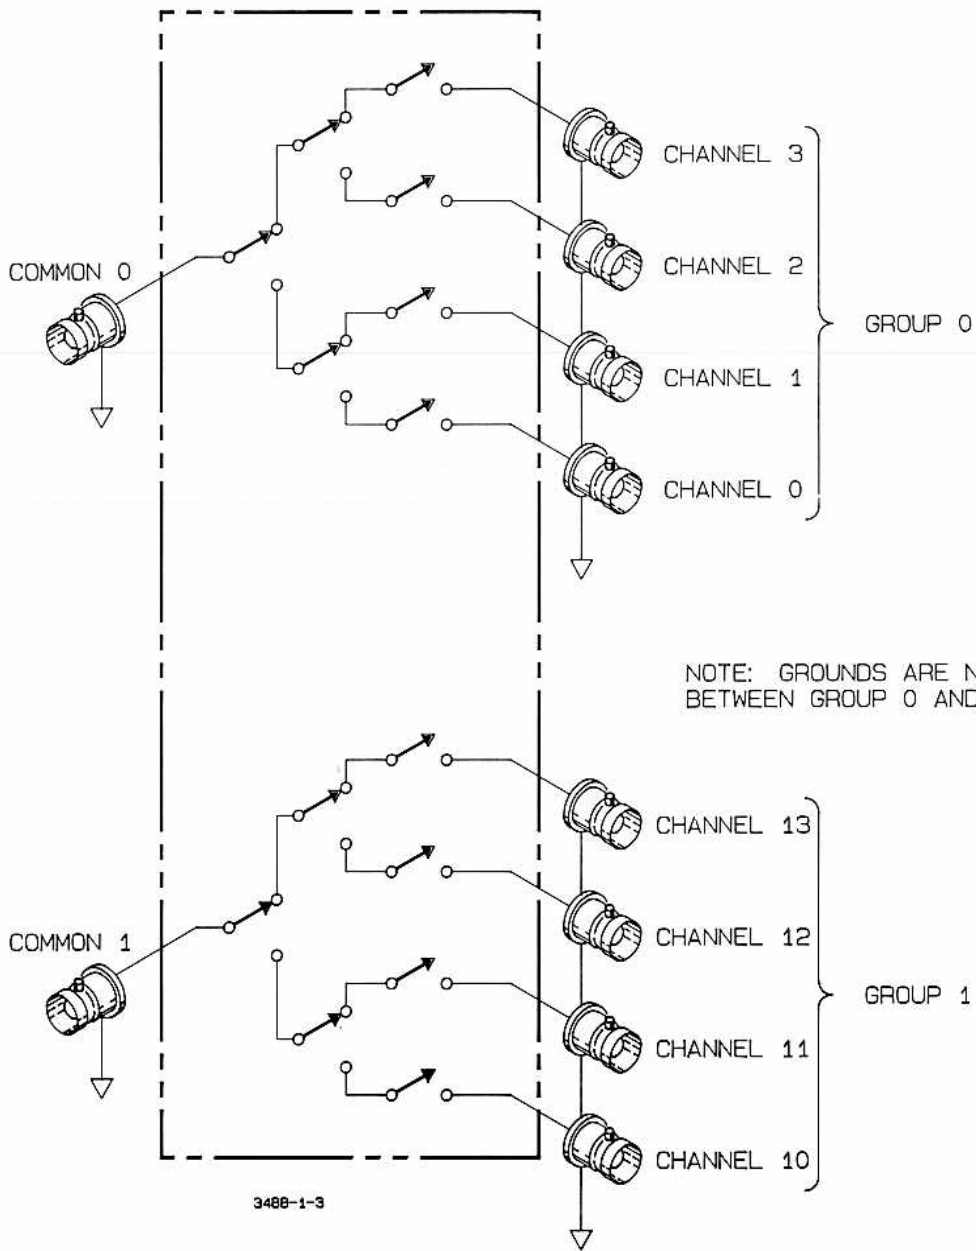 CHANNEL 3
CHANNEL 2
COMMON 0
GROUP 0
CHANNEL 1
CHANNEL 0
NOTE: GROUNDS ARE
BETWEEN GROUP 0 AND
CHANNEL 13
CHANNEL 12
COMMON 1
GROUP 1
CHANNEL 11
CHANNEL 10
3488-1-3